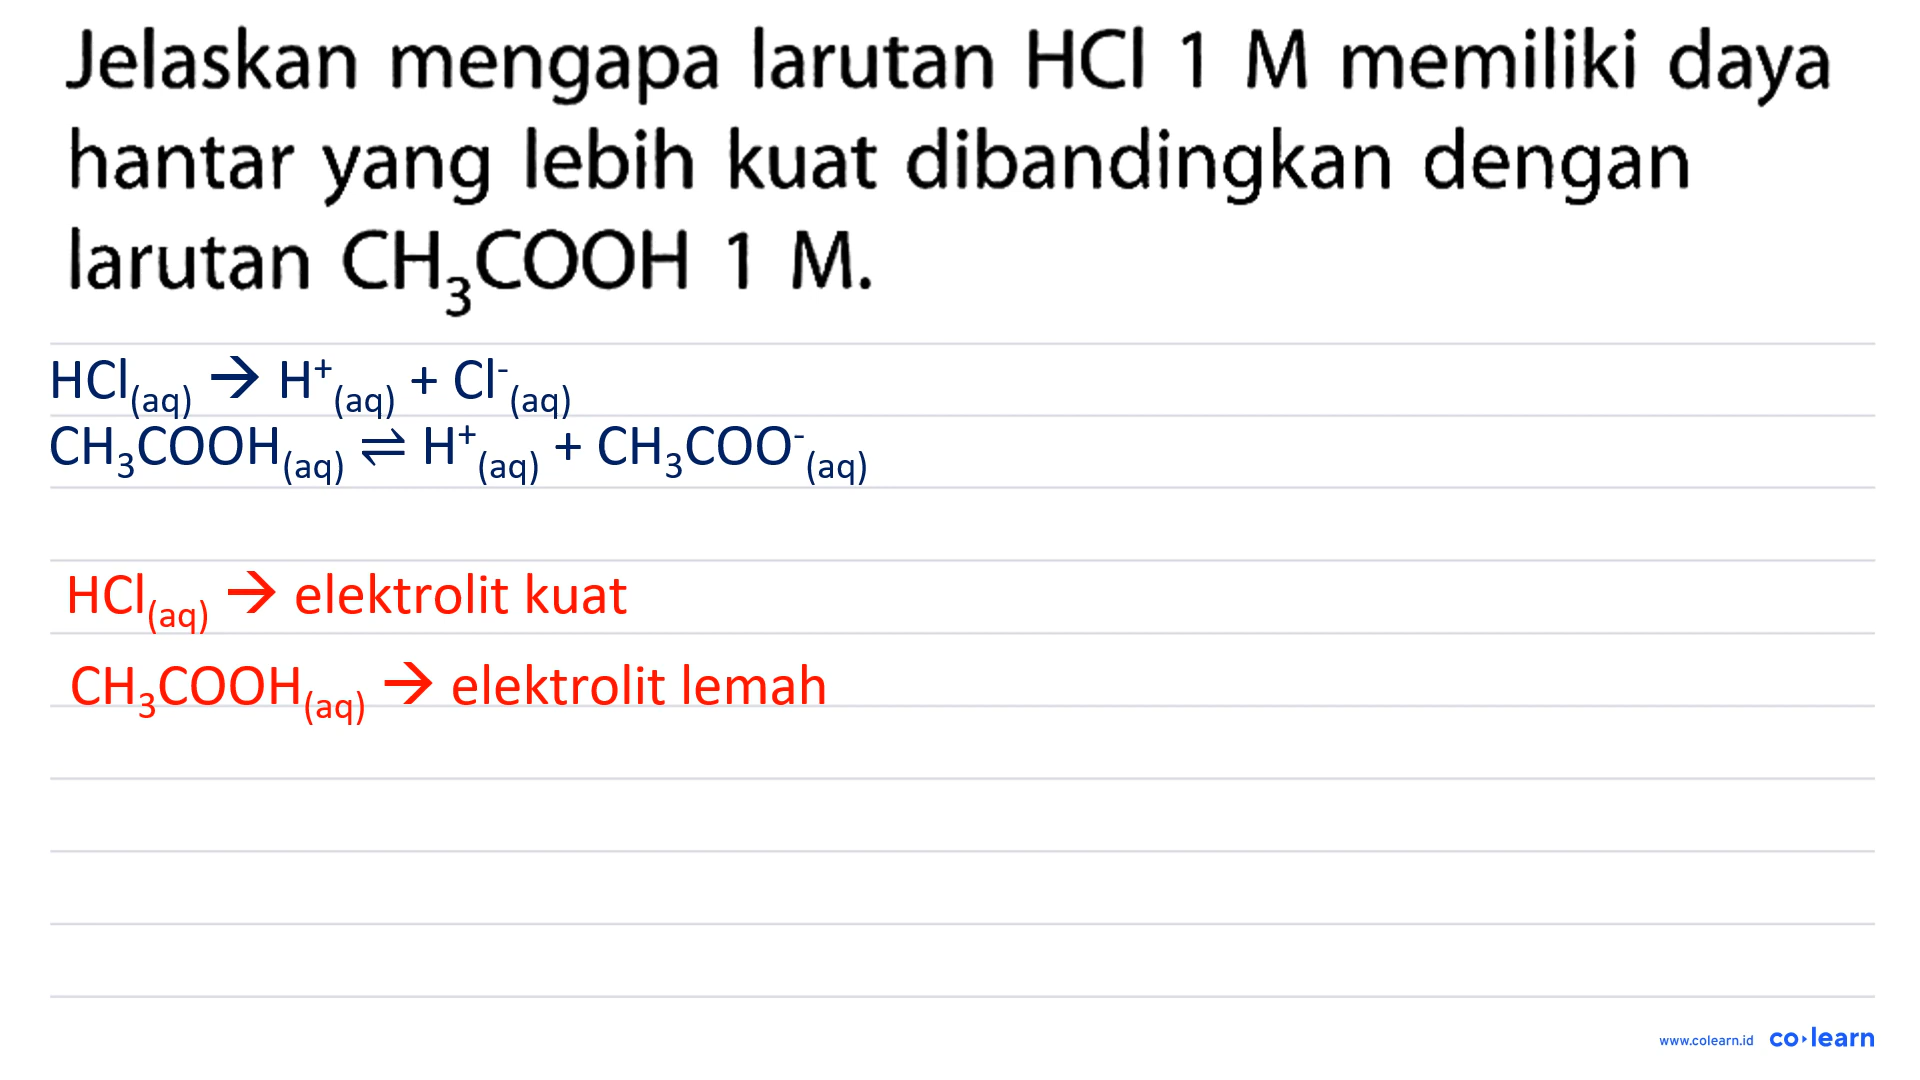 Jelaskan mengapa larutan HCl 1 M memiliki daya
hantar yang lebih kuat dibandingkan dengan
larutan CH₃COOH 1 M.
HCl₍aq₎ → H⁺₍aq₎ + Cl⁻₍aq₎
CH₃COOH₍aq₎ ⇌ H⁺₍aq₎ + CH₃COO⁻₍aq₎
HCl₍aq₎ → elektrolit kuat
CH₃COOH₍aq₎ → elektrolit lemah
www.colearn.id co·learn